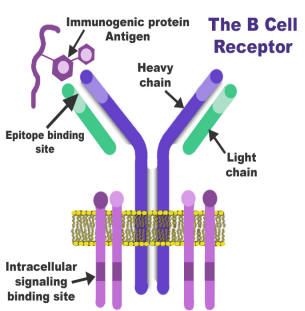 The B Cell
Receptor
Immunogenic protein
Antigen
Heavy
chain
Epitope binding
site
Light
chain
Intracellular
signaling
binding site